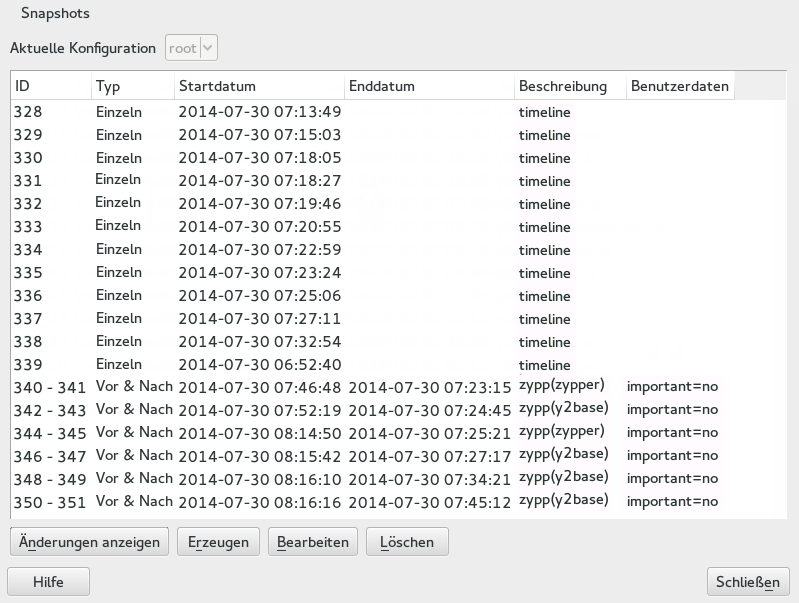 Snapshots
Aktuelle Konfiguration root
ID Typ Startdatum Enddatum Beschreibung Benutzerdaten
328 Einzeln 2014-07-30 07:13:49 timeline
329 Einzeln 2014-07-30 07:15:03 timeline
330 Einzeln 2014-07-30 07:18:05 timeline
331 Einzeln 2014-07-30 07:18:27 timeline
332 Einzeln 2014-07-30 07:19:46 timeline
333 Einzeln 2014-07-30 07:20:55 timeline
334 Einzeln 2014-07-30 07:22:59 timeline
335 Einzeln 2014-07-30 07:23:24 timeline
336 Einzeln 2014-07-30 07:25:06 timeline
337 Einzeln 2014-07-30 07:27:11 timeline
338 Einzeln 2014-07-30 07:32:54 timeline
339 Einzeln 2014-07-30 06:52:40 timeline
340 - 341 Vor & Nach 2014-07-30 07:46:48 2014-07-30 07:23:15 zypp(zypper) important=no
342 - 343 Vor & Nach 2014-07-30 07:52:19 2014-07-30 07:24:45 zypp(y2base) important=no
344 - 345 Vor & Nach 2014-07-30 08:14:50 2014-07-30 07:25:21 zypp(zypper) important=no
346 - 347 Vor & Nach 2014-07-30 08:15:42 2014-07-30 07:27:17 zypp(y2base) important=no
348 - 349 Vor & Nach 2014-07-30 08:16:10 2014-07-30 07:34:21 zypp(y2base) important=no
350 - 351 Vor & Nach 2014-07-30 08:16:16 2014-07-30 07:45:12 zypp(y2base) important=no
Änderungen anzeigen Erzeugen Bearbeiten Löschen
Hilfe Schließen